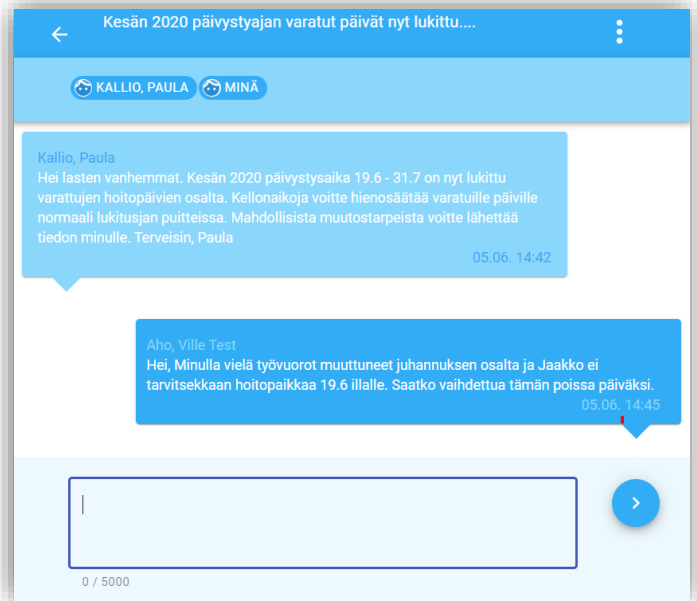 Kesän 2020 päivystyajan varatut päivät nyt lukittu....
KALLIO, PAULA MINÄ
Kallio, Paula
Hei lasten vanhemmat. Kesän 2020 päivystysaika 19.6 - 31.7 on nyt lukittu
varattujen hoitopäivien osalta. Kellonaikoja voitte hienosäätää varatuille päiville
normaali lukitusjan puitteissa. Mahdollisista muutostarpeista voitte lähettää
tiedon minulle. Terveisin, Paula
05.06. 14:42
Aho, Ville Test
Hei, Minulla vielä työvuorot muuttuneet juhannuksen osalta ja Jaakko ei
tarvitsekkaan hoitopaikkaa 19.6 illalle. Saatko vaihdettua tämän poissa päiväksi.
05.06. 14:45
0 / 5000